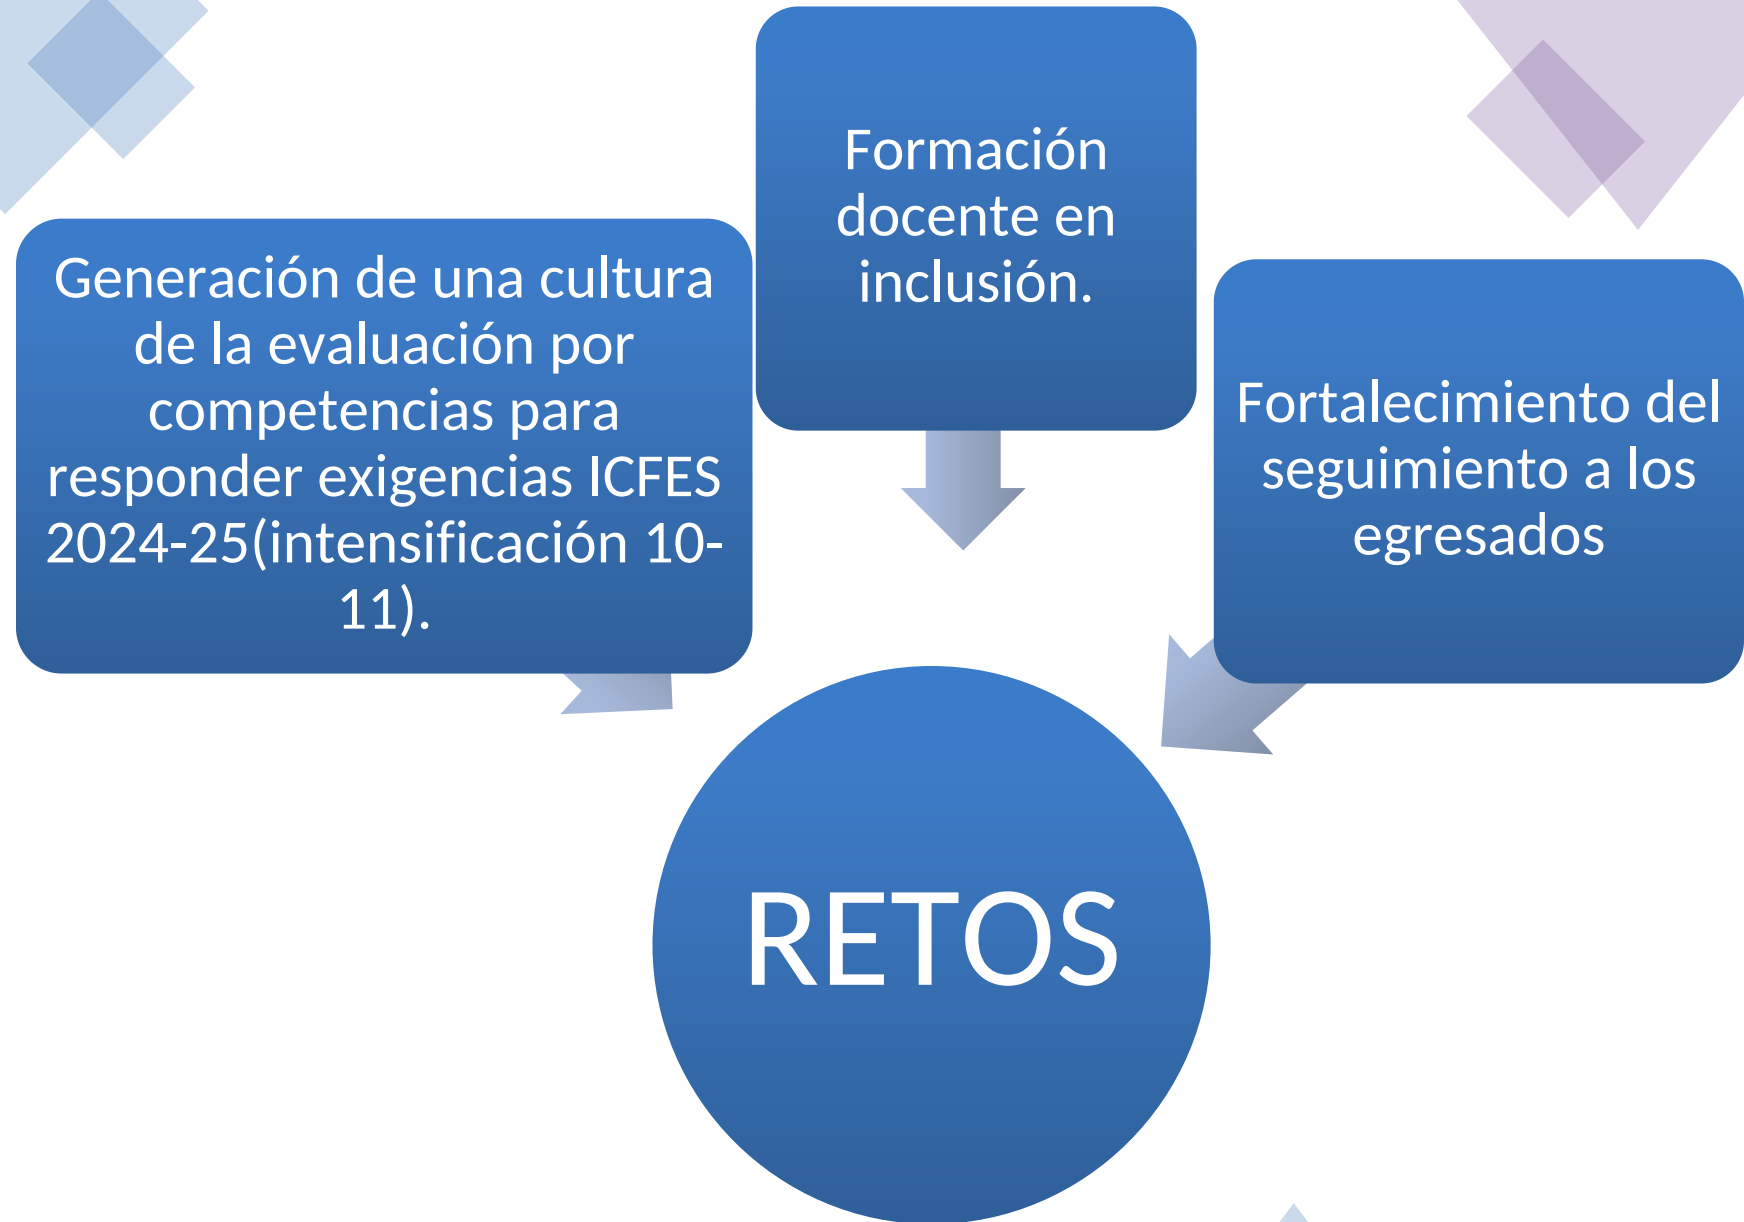 Generación de una cultura
de la evaluación por
competencias para
responder exigencias ICFES
2024-25(intensificación 10-
11).
Formación
docente en
inclusión.
Fortalecimiento del
seguimiento a los
egresados
RETOS